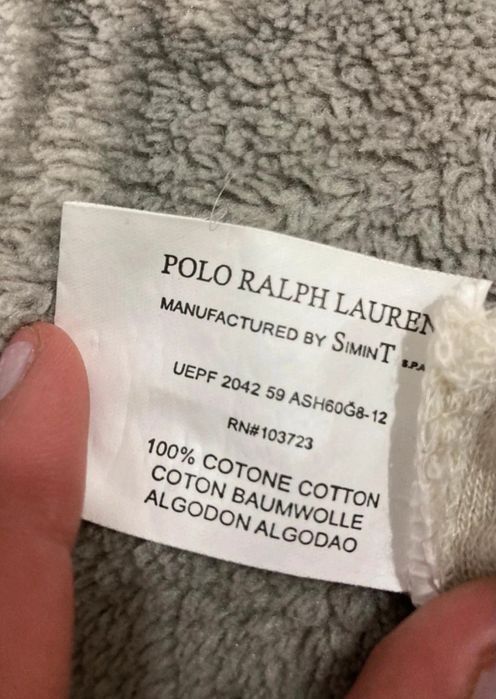 POLO RALPH LAUREN
MANUFACTURED BY SIMINT S.P.A
UEPF 2042 59 ASH60Ğ8-12
RN#103723
100% COTONE COTTON
COTON BAUMWOLLE
ALGODON ALGODAO